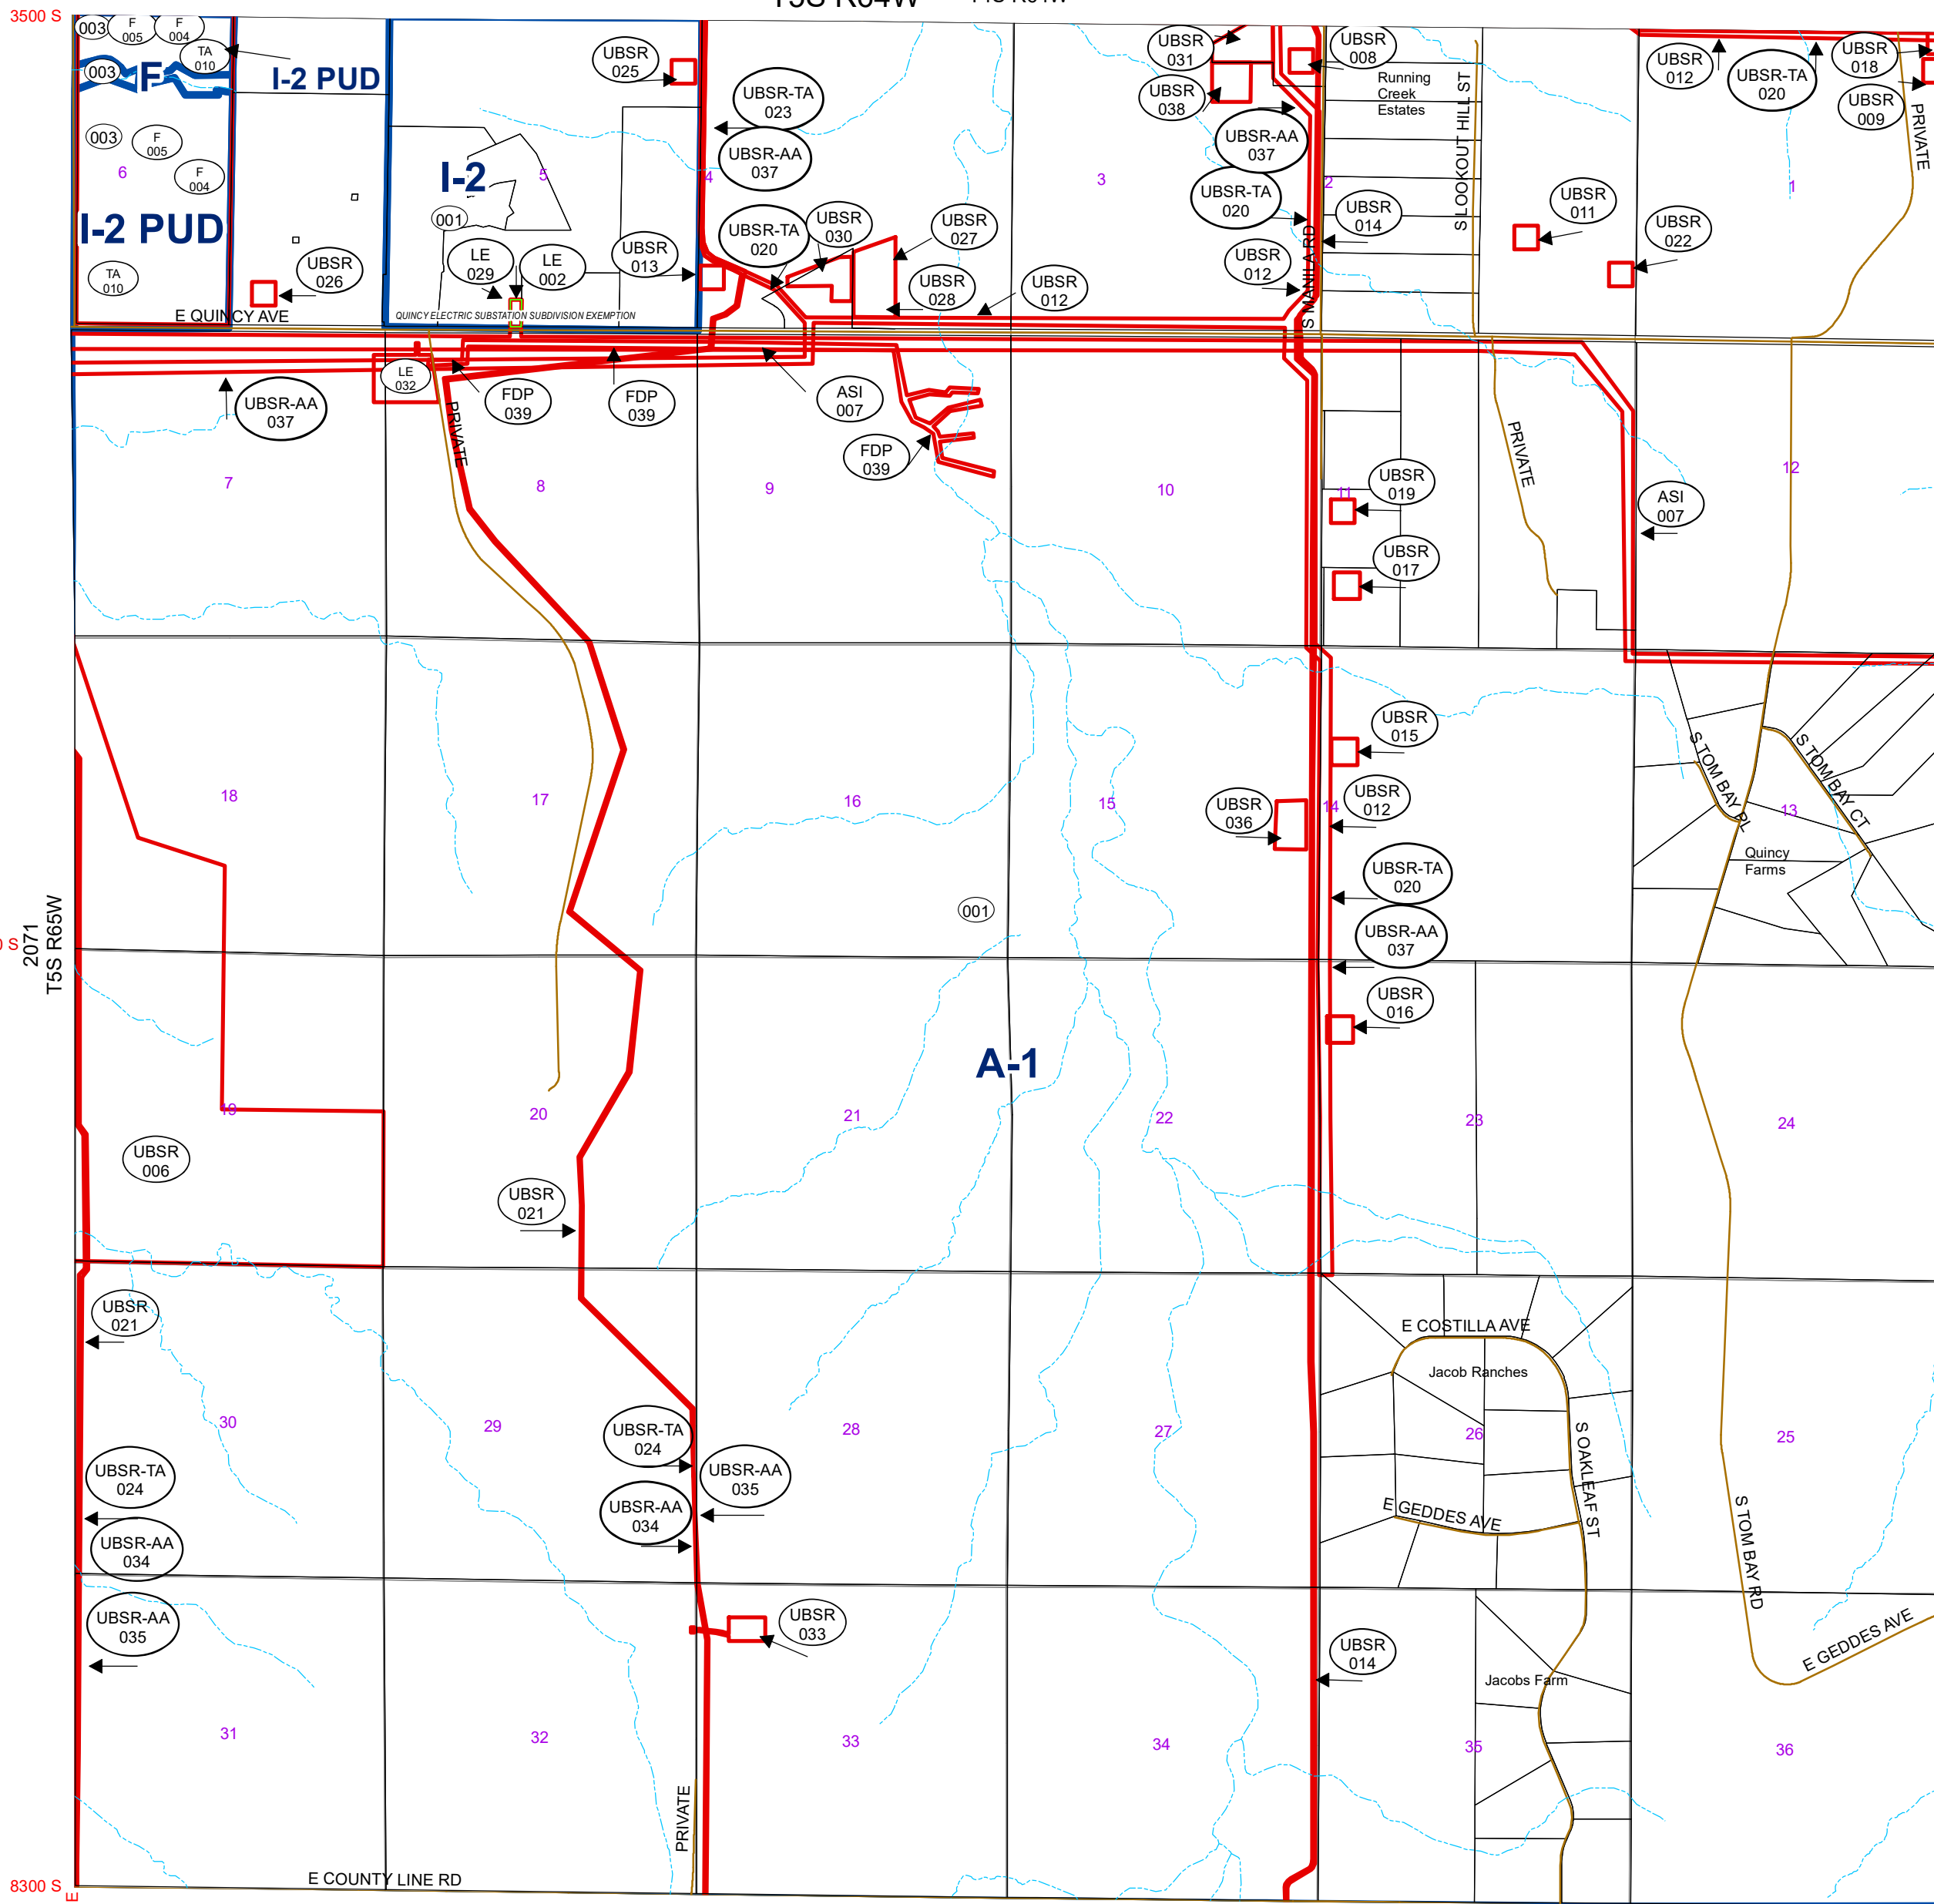 3500 S
003
F
005
F
004
TA
010
003
F
I-2 PUD
003
F
005
F
004
6
I-2 PUD
TA
010
UBSR
026
E QUINCY AVE
I-2
5
001
LE
029
LE
002
QUINCY ELECTRIC SUBSTATION SUBDIVISION EXEMPTION
UBSR
025
UBSR-TA
023
UBSR-AA
037
4
UBSR
013
UBSR-TA
020
UBSR
030
UBSR
027
UBSR
028
UBSR
012
3
UBSR
031
UBSR
038
UBSR
008
Running
Creek
Estates
UBSR-AA
037
UBSR-TA
020
2
UBSR
014
UBSR
012
S MANILA RD
S LOOKOUT HILL ST
UBSR
011
UBSR
022
UBSR
012
UBSR-TA
020
UBSR
018
UBSR
009
PRIVATE
1
LE
032
UBSR-AA
037
FDP
039
FDP
039
ASI
007
FDP
039
PRIVATE
7
8
9
10
11
UBSR
019
UBSR
017
PRIVATE
ASI
007
12
2071
T5S R65W
18
17
16
15
14
13
UBSR
015
UBSR
036
UBSR
012
UBSR-TA
020
UBSR-AA
037
UBSR
016
S TOM BAY PL
S TOM BAY CT
Quincy
Farms
001
A-1
19
20
21
22
23
24
UBSR
006
UBSR
021
UBSR
021
30
29
28
27
26
25
E COSTILLA AVE
Jacob Ranches
S OAKLEAF ST
E GEDDES AVE
UBSR-TA
024
UBSR-AA
034
UBSR-AA
035
UBSR-TA
024
UBSR-AA
034
UBSR-AA
035
S TOM BAY RD
E GEDDES AVE
UBSR
033
UBSR
014
Jacobs Farm
31
32
33
34
35
36
PRIVATE
E COUNTY LINE RD
8300 S
E